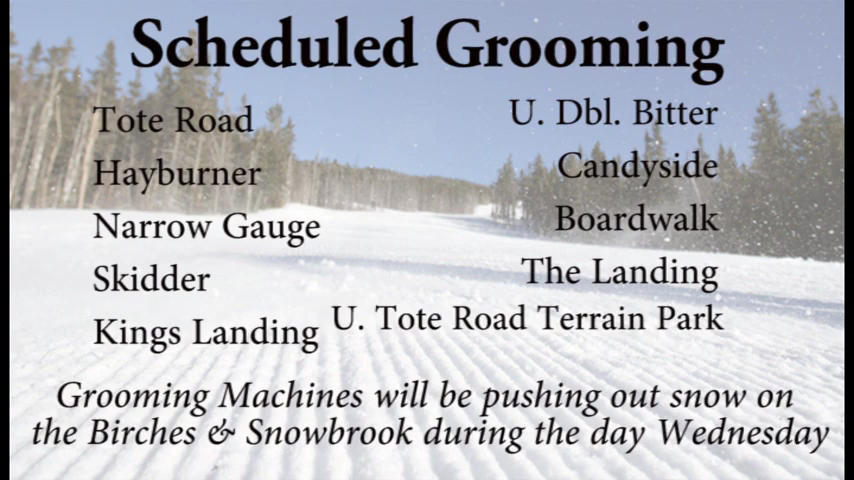 Scheduled Grooming
Tote Road
Hayburner
Narrow Gauge
Skidder
Kings Landing
U. Dbl. Bitter
Candyside
Boardwalk
The Landing
U. Tote Road Terrain Park
Grooming Machines will be pushing out snow on
the Birches & Snowbrook during the day Wednesday